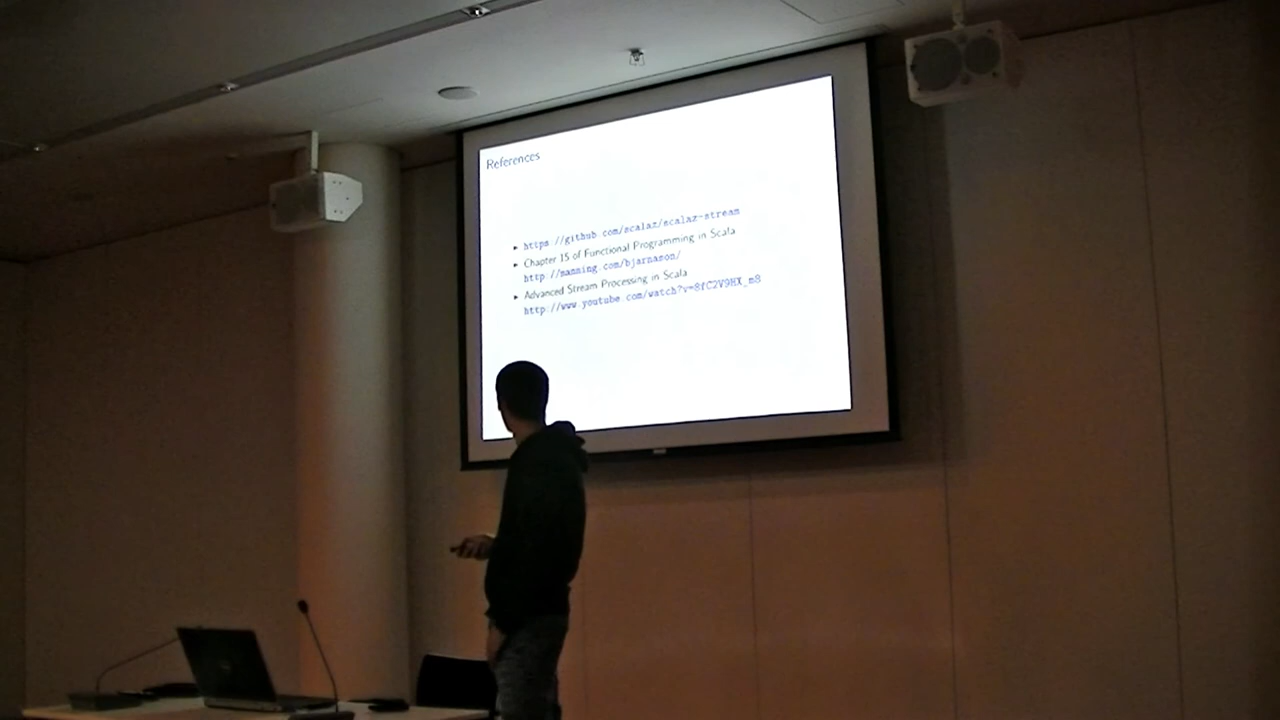 References
https //github com/scalaz/scalaz-stream
Chapter 15 of Functional Programming in Scala
http //manning com/bjarnason/
Advanced Stream Processing in Scala
http //www youtube com/watch?v=8fC2V9HX_m8